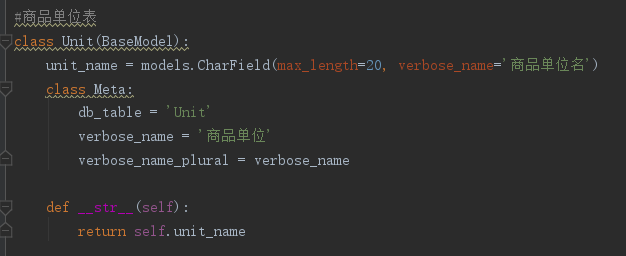 #商品单位表
class Unit(BaseModel):
    unit_name = models.CharField(max_length=20, verbose_name='商品单位名')
    class Meta:
        db_table = 'Unit'
        verbose_name = '商品单位'
        verbose_name_plural = verbose_name
    def __str__(self):
        return self.unit_name